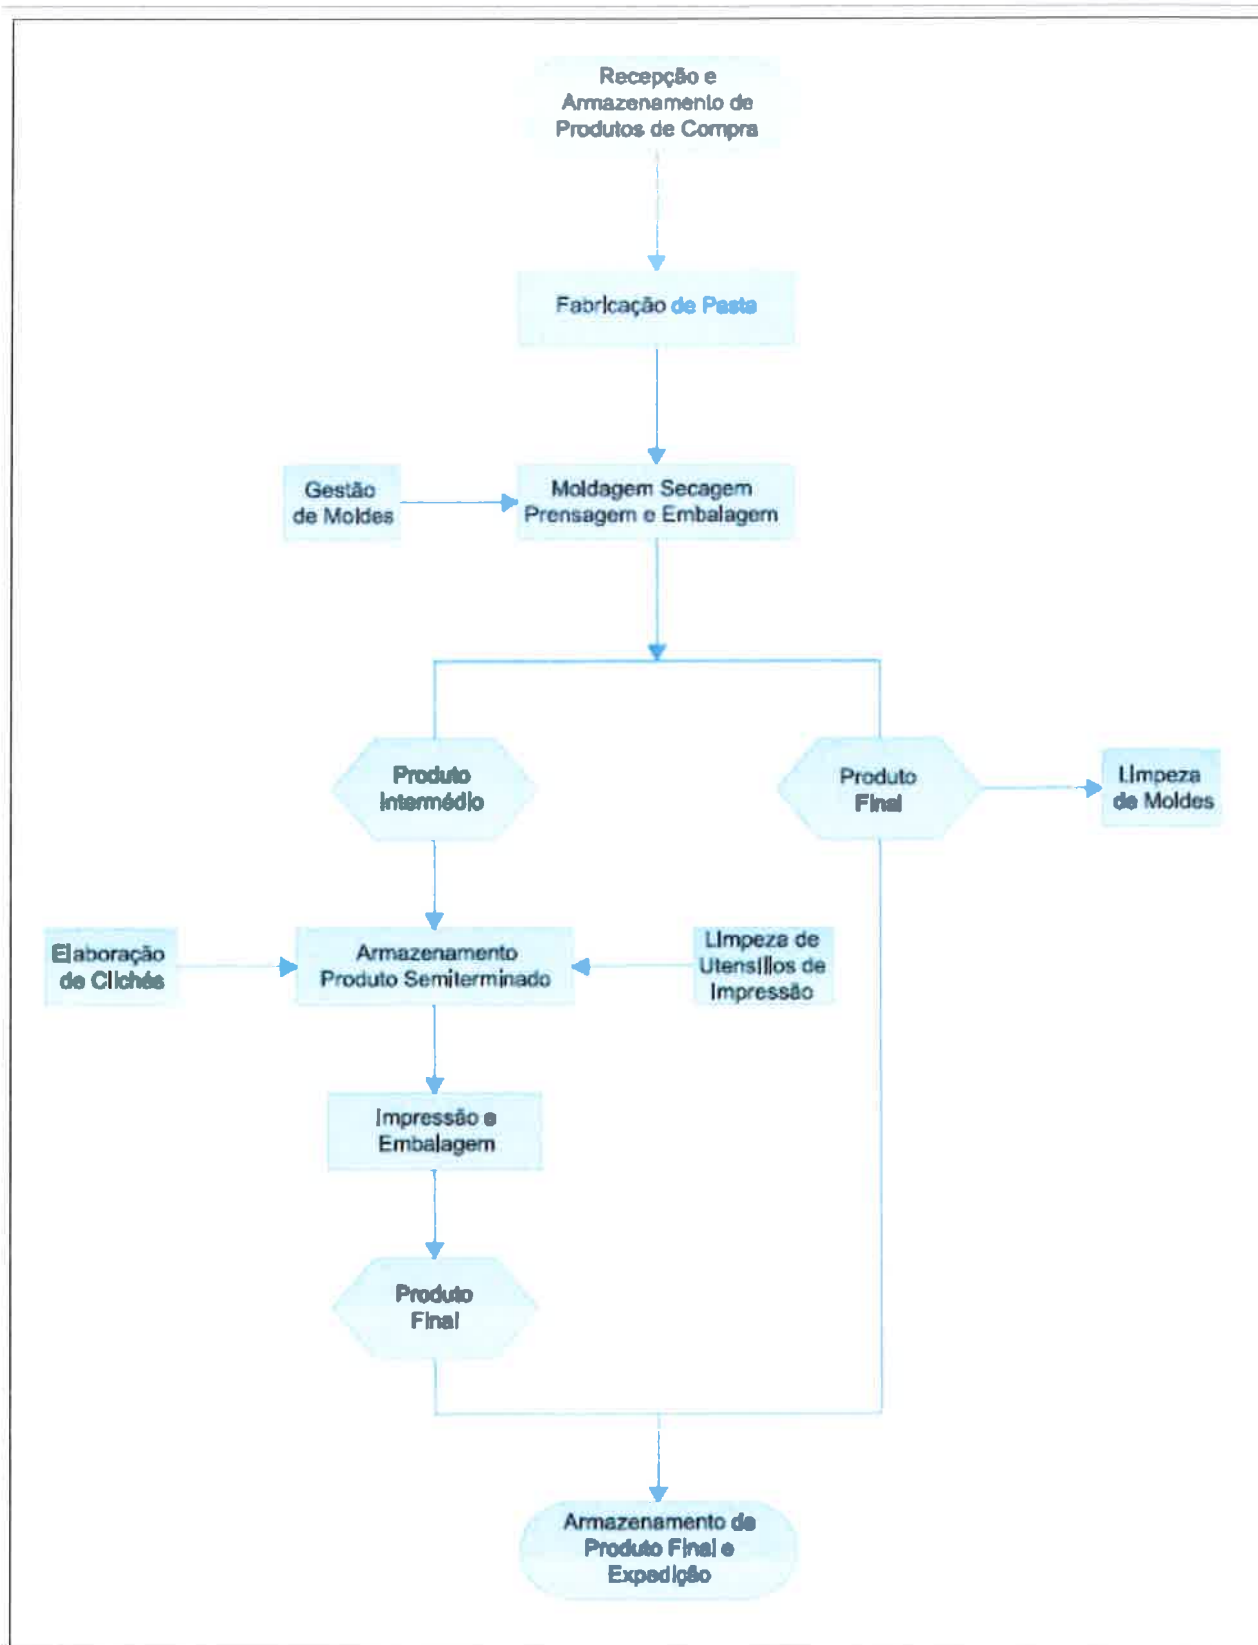 Recepção e
Armazenamento de
Produtos de Compra
Fabricação de Pasta
Gestão
de Moldes
Moldagem Secagem
Prensagem e Embalagem
Produto
Intermédio
Produto
Final
Limpeza
de Moldes
Elaboração
de Clichés
Armazenamento
Produto Semiterminado
Limpeza de
Utensílios de
Impressão
Impressão e
Embalagem
Produto
Final
Armazenamento de
Produto Final e
Expedição